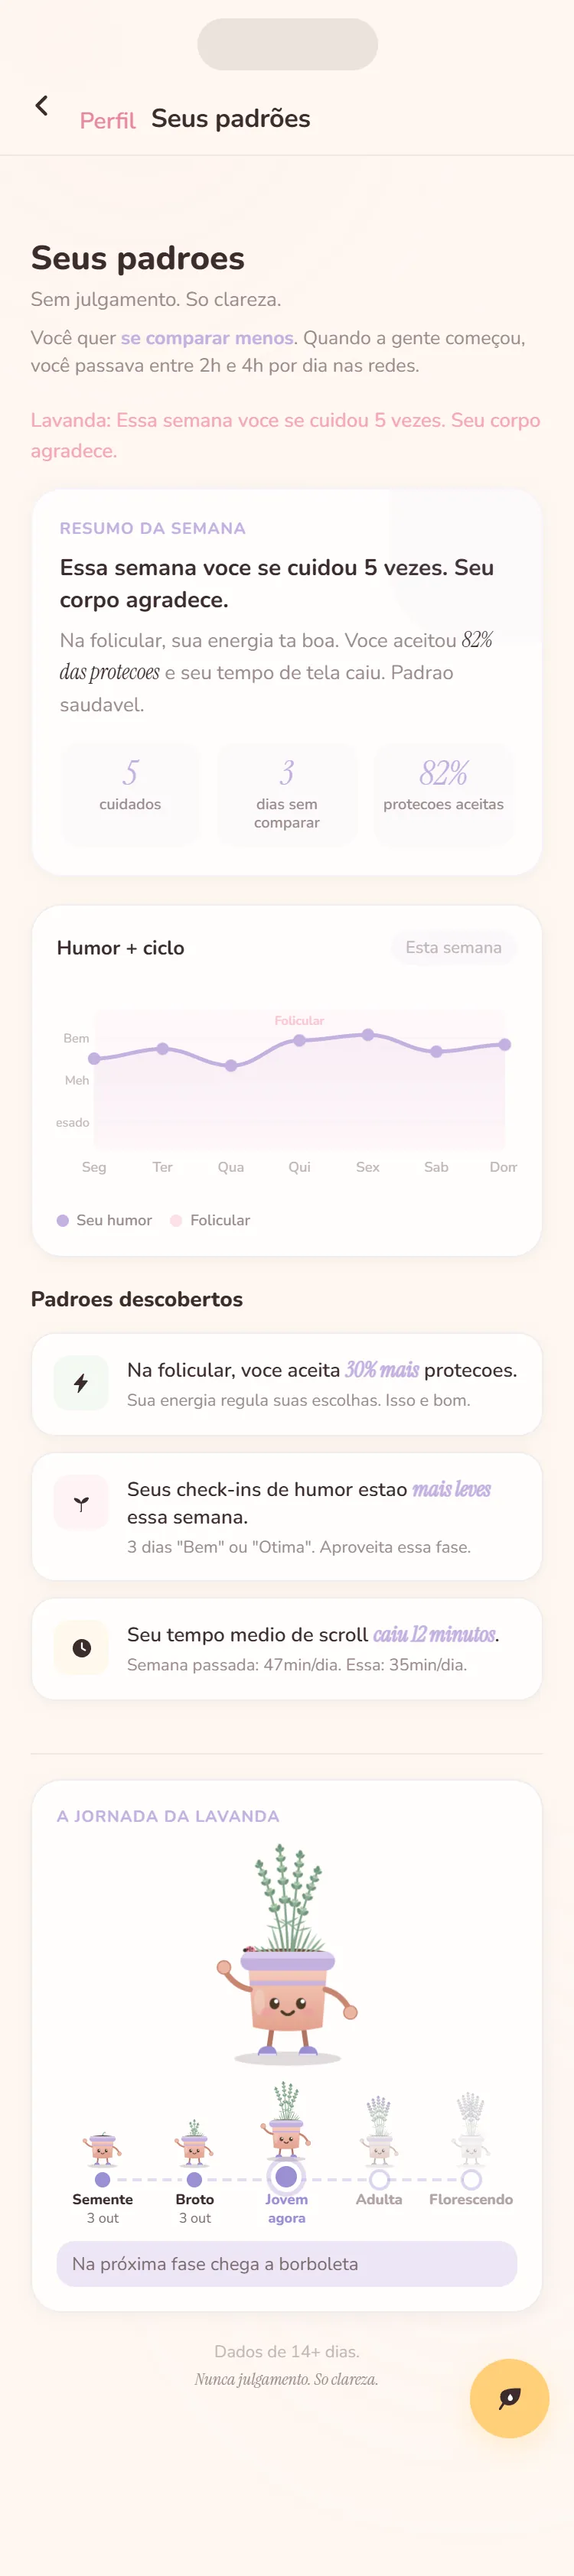 Perfil Seus padrões
Seus padroes
Sem julgamento. So clareza.
Você quer se comparar menos. Quando a gente começou,
você passava entre 2h e 4h por dia nas redes.
Lavanda: Essa semana voce se cuidou 5 vezes. Seu corpo
agradece.
RESUMO DA SEMANA
Essa semana voce se cuidou 5 vezes. Seu
corpo agradece.
Na folicular, sua energia ta boa. Voce aceitou 82%
das protecoes e seu tempo de tela caiu. Padrao
saudavel.
5
cuidados
3
dias sem
comparar
82%
protecoes aceitas
Humor + ciclo
Esta semana
Folicular
Bem
Meh
esado
Seg Ter Qua Qui Sex Sab Dom
Seu humor Folicular
Padroes descobertos
Na folicular, voce aceita 30% mais protecoes.
Sua energia regula suas escolhas. Isso e bom.
Seus check-ins de humor estao mais leves
essa semana.
3 dias "Bem" ou "Otima". Aproveita essa fase.
Seu tempo medio de scroll caiu 12 minutos.
Semana passada: 47min/dia. Essa: 35min/dia.
A JORNADA DA LAVANDA
Semente
3 out
Broto
3 out
Jovem
agora
Adulta
Florescendo
Na próxima fase chega a borboleta
Dados de 14+ dias.
Nunca julgamento. So clareza.